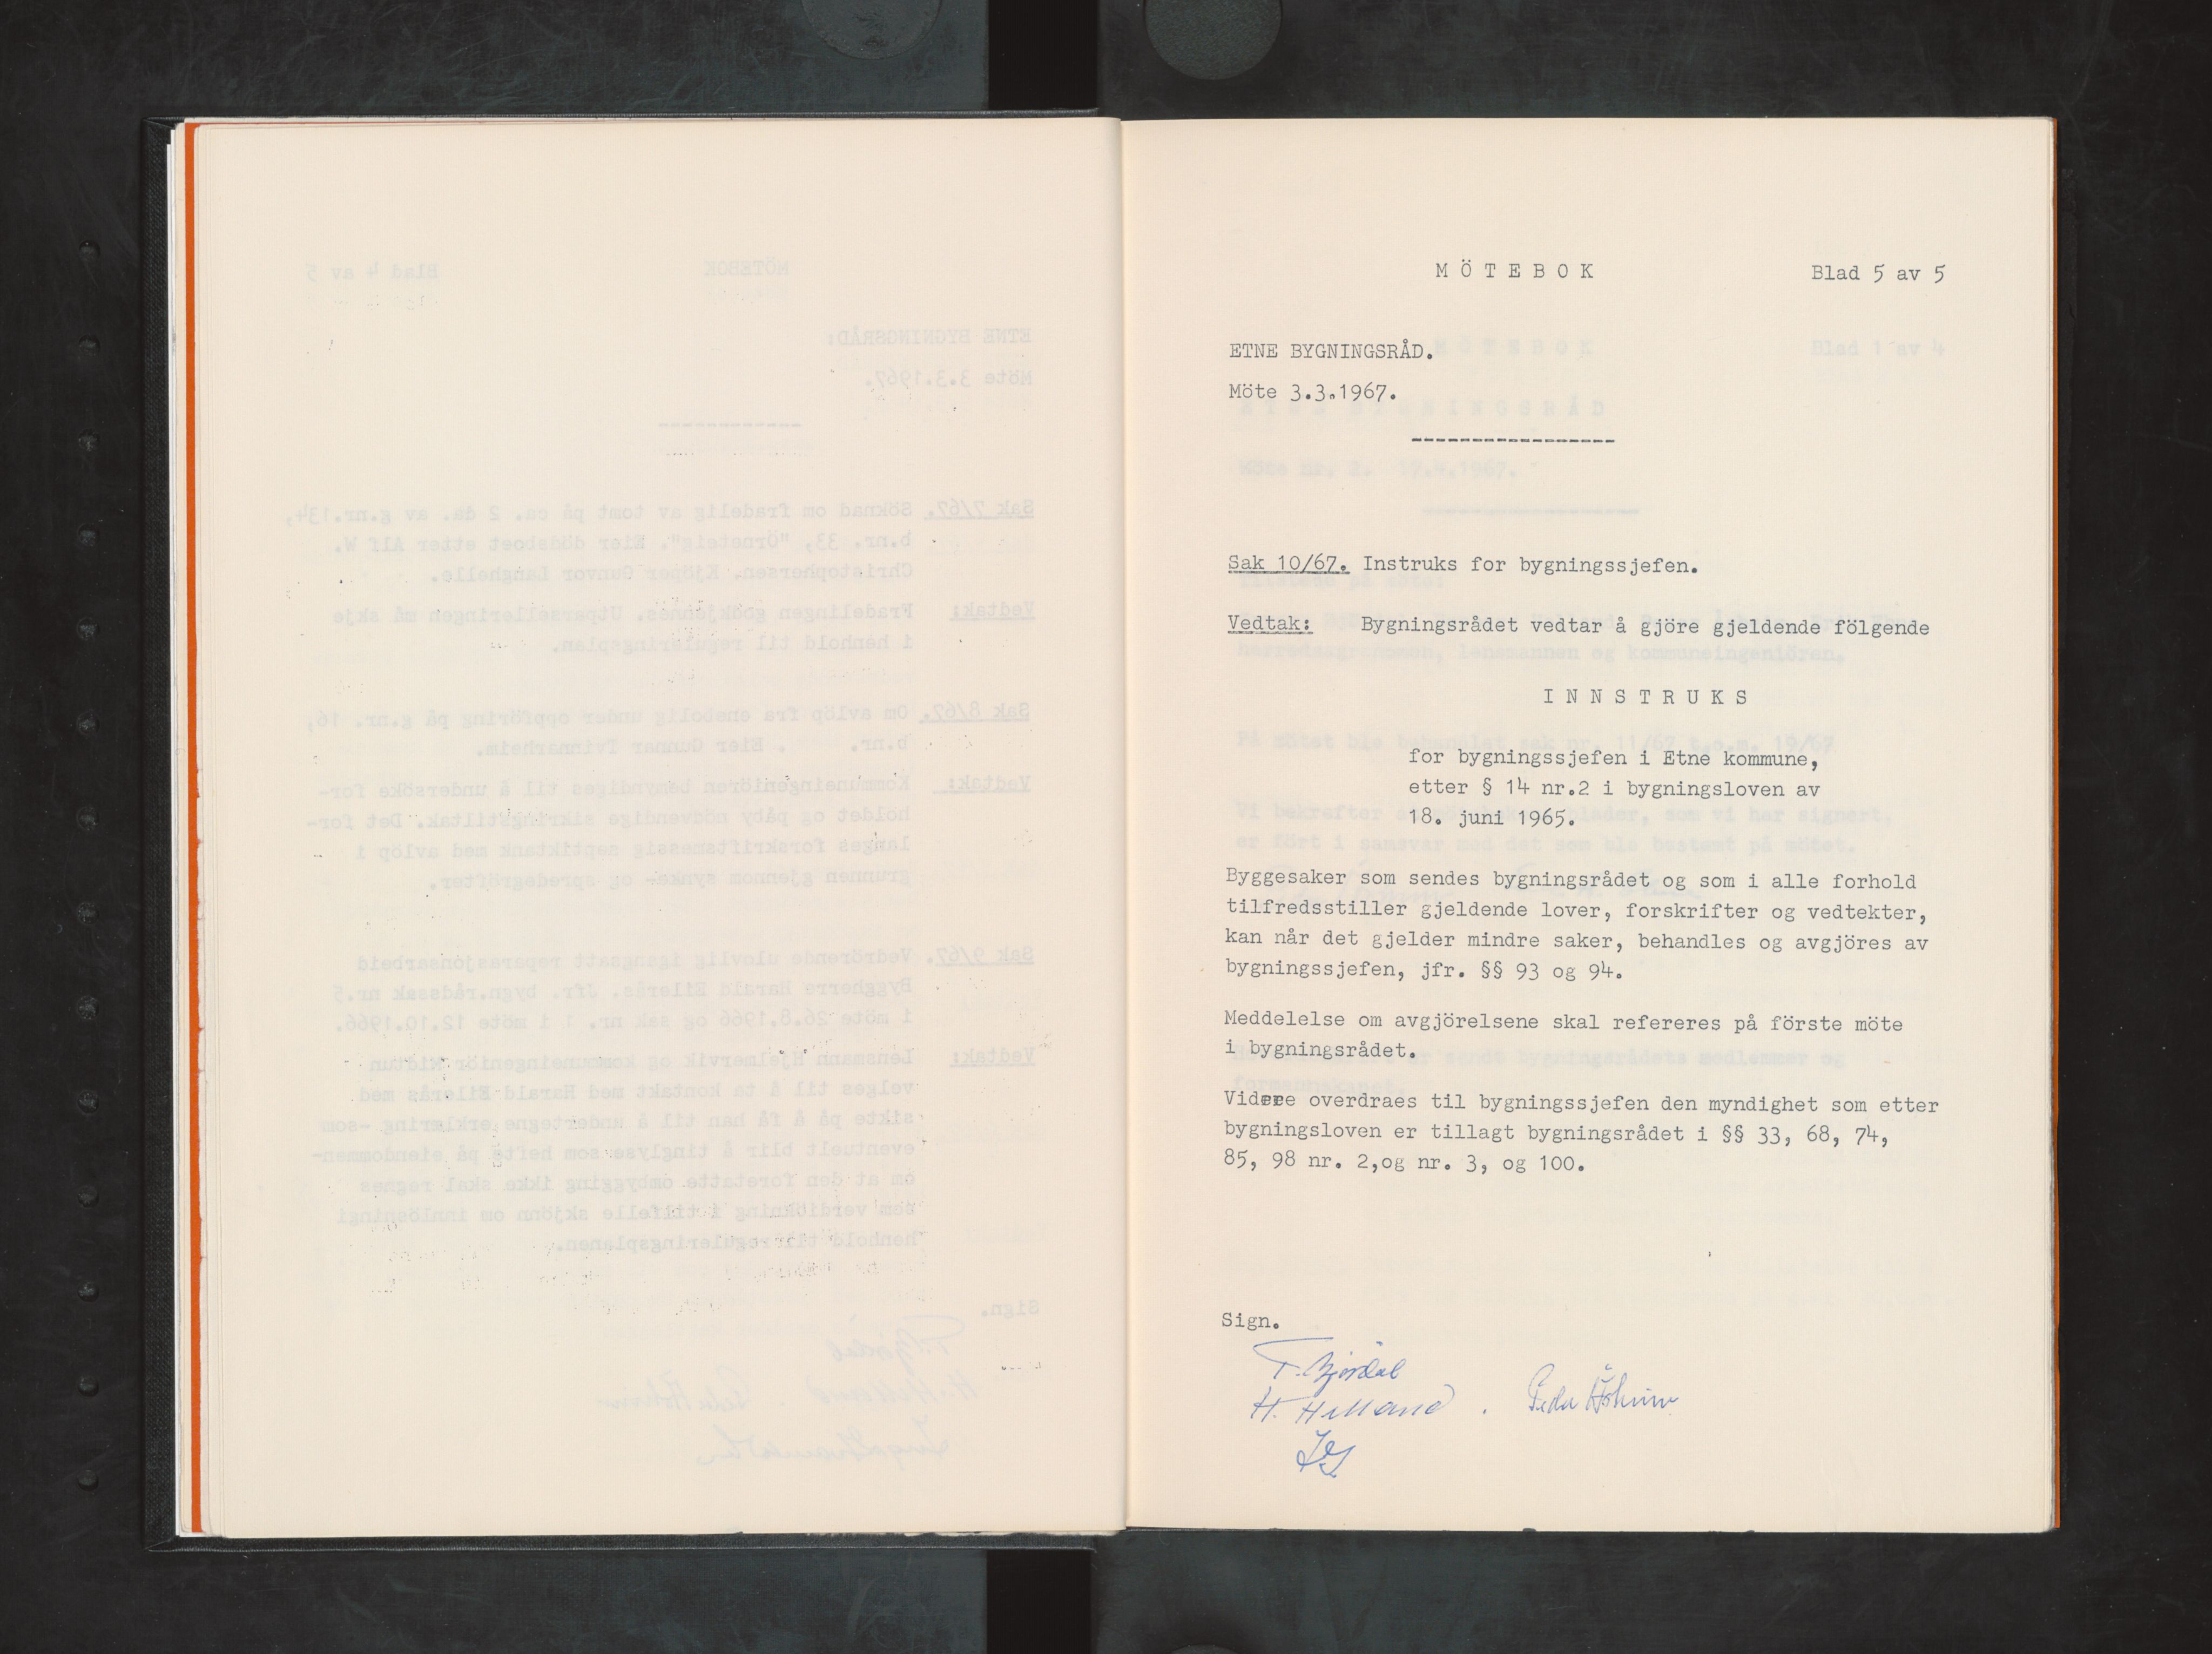 MÖTEBOK Blad 5 av 5
ETNE BYGNINGSRÅD.
Möte 3.3.1967.
Sak 10/67. Instruks for bygningssjefen.
Vedtak: Bygningsrådet vedtar å gjöre gjeldende fölgende
INNSTRUKS
for bygningssjefen i Etne kommune,
etter § 14 nr.2 i bygningsloven av
18. juni 1965.
Byggesaker som sendes bygningsrådet og som i alle forhold
tilfredsstiller gjeldende lover, forskrifter og vedtekter,
kan når det gjelder mindre saker, behandles og avgjöres av
bygningssjefen, jfr. §§ 93 og 94.
Meddelelse om avgjörelsene skal refereres på förste möte
i bygningsrådet.
Videre overdraes til bygningssjefen den myndighet som etter
bygningsloven er tillagt bygningsrådet i §§ 33, 68, 74,
85, 98 nr. 2,og nr. 3, og 100.
Sign.
T. Björdal
H. Helland . Peder